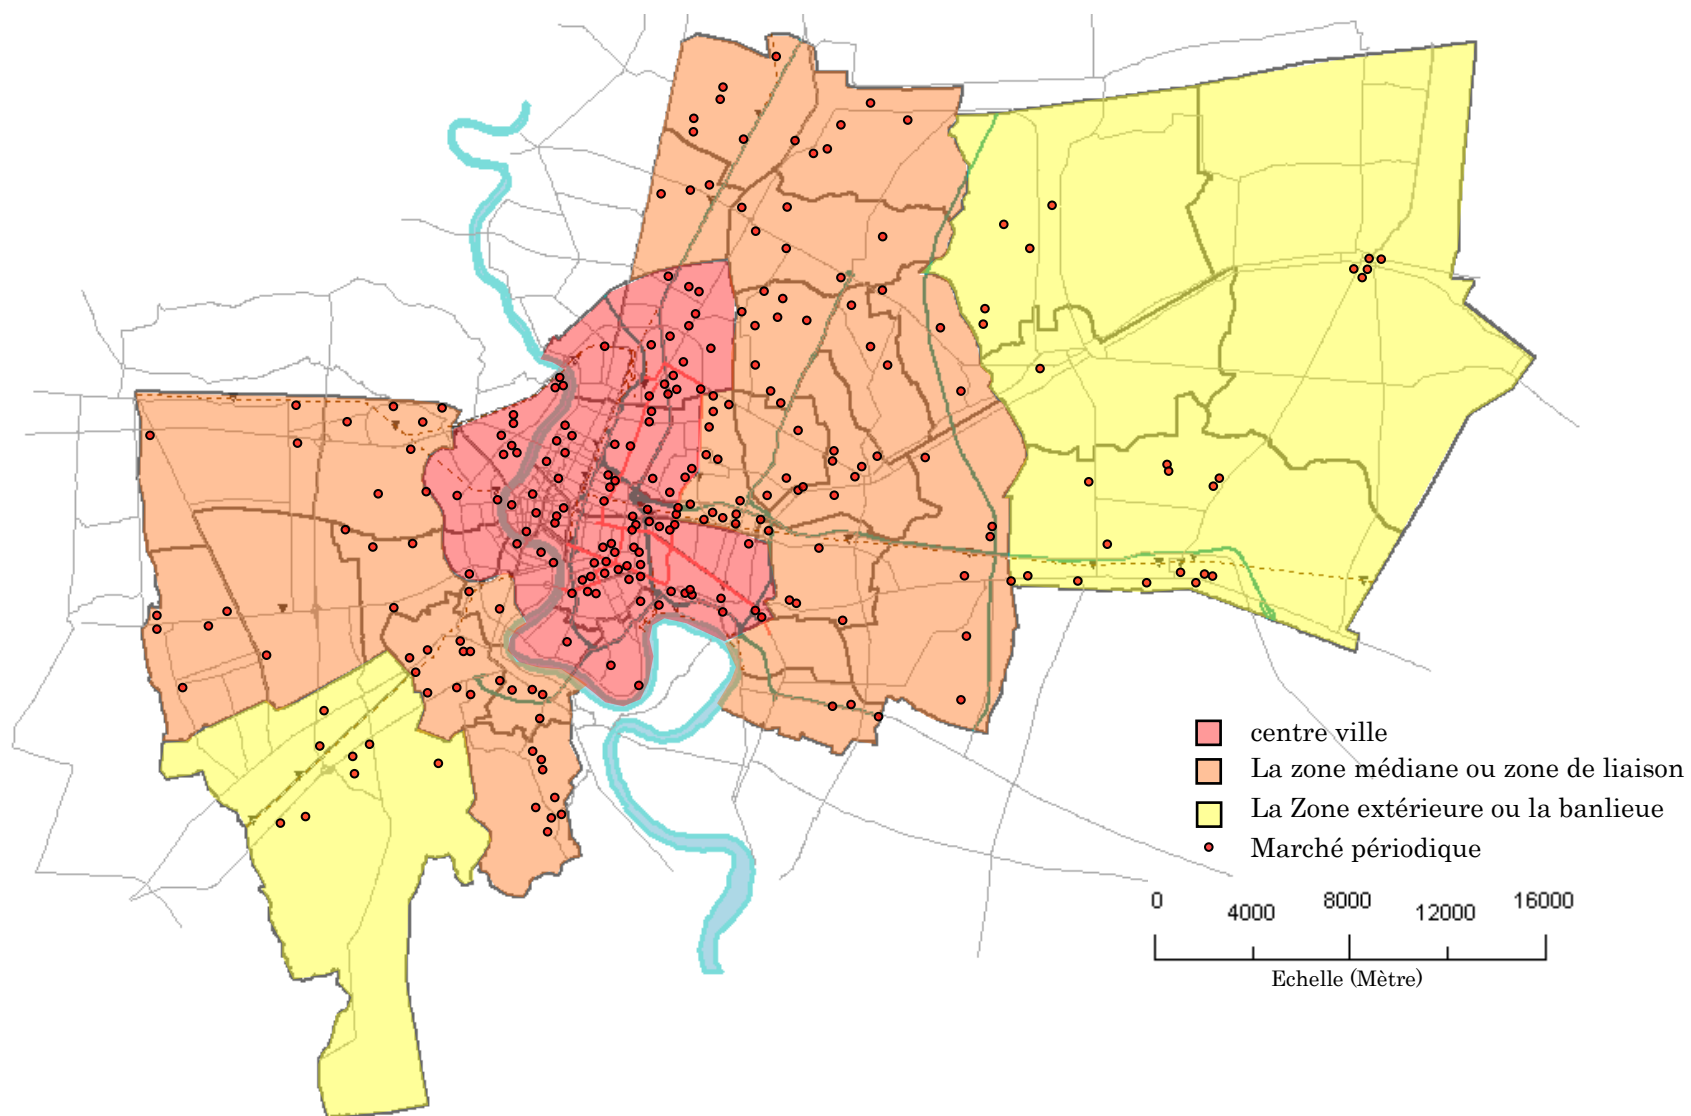 centre ville
La zone médiane ou zone de liaison
La Zone extérieure ou la banlieue
Marché périodique
0 4000 8000 12000 16000
Echelle (Mètre)